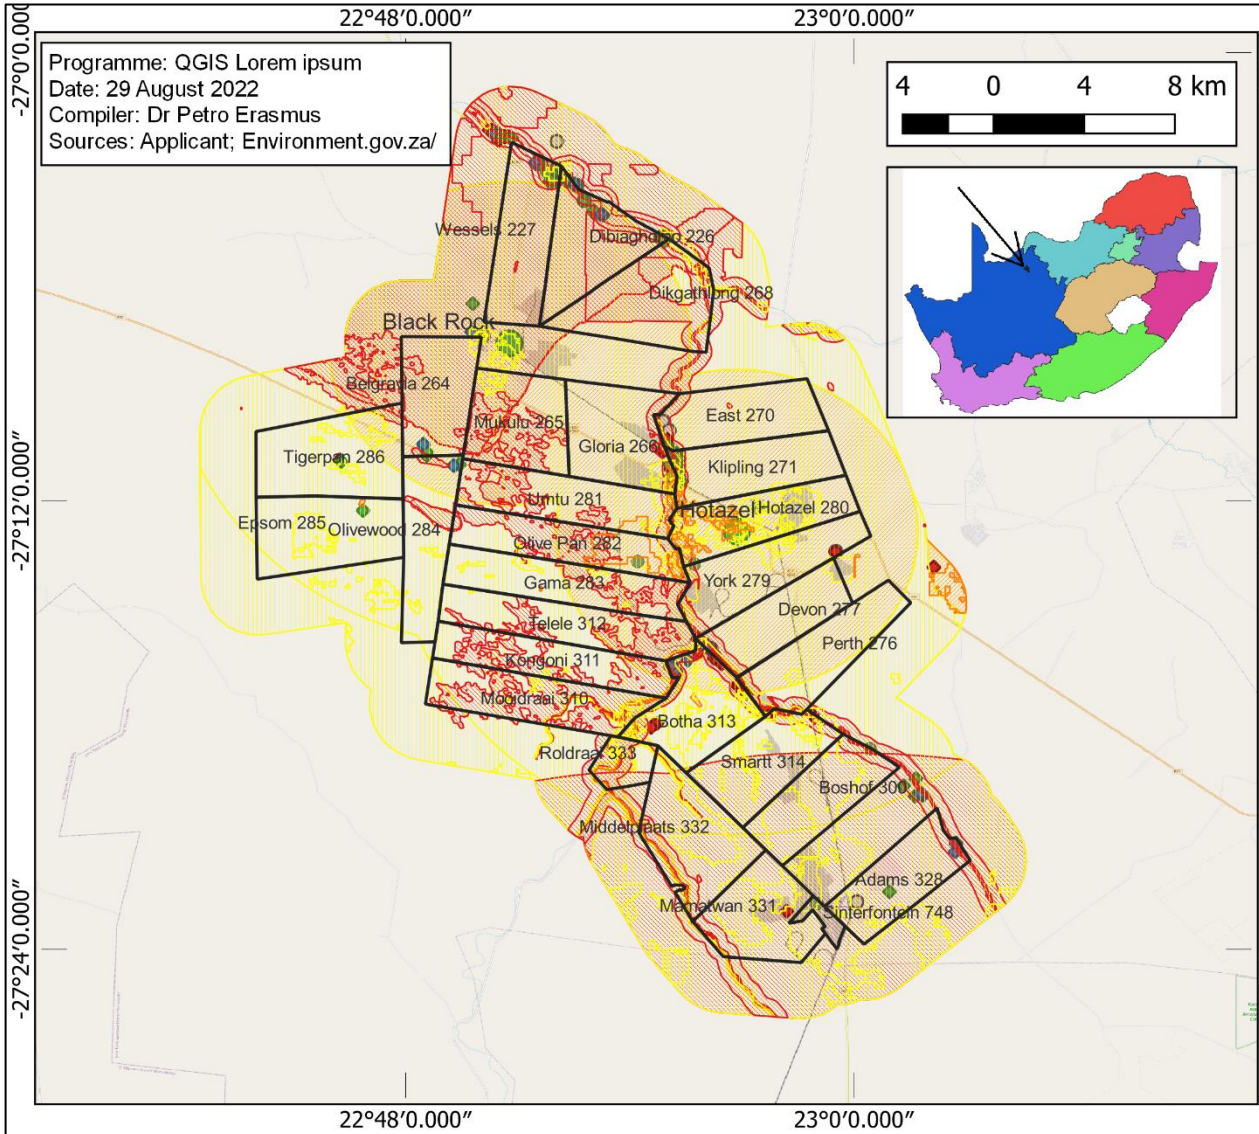 22°48′0.000″ 23°0′0.000″
-27°0′0.000″
Programme: QGIS Lorem ipsum
Date: 29 August 2022
Compiler: Dr Petro Erasmus
Sources: Applicant; Environment.gov.za/
4 0 4 8 km
Wessels 227
226
Dikgathlong 268
Black Rock
Belgravia 264
Mukulu 265
East 270
Gloria 266
Tigerpan 286
Klipling 271
-27°12′0.000″
Umtu 281
Hotazel
Hotazel 280
Epsom 285
Olivewood 284
Olive Pan 282
Gama 283
York 279
Devon 277
Telele 312
Perth 276
Kongoni 311
Mooidraai 310
Botha 313
Roldraai 333
Smartt 314
Boshof 300
Middelplaats 332
Adams 328
Mamatwan 331
Sinterfontein 748
-27°24′0.000″
22°48′0.000″ 23°0′0.000″